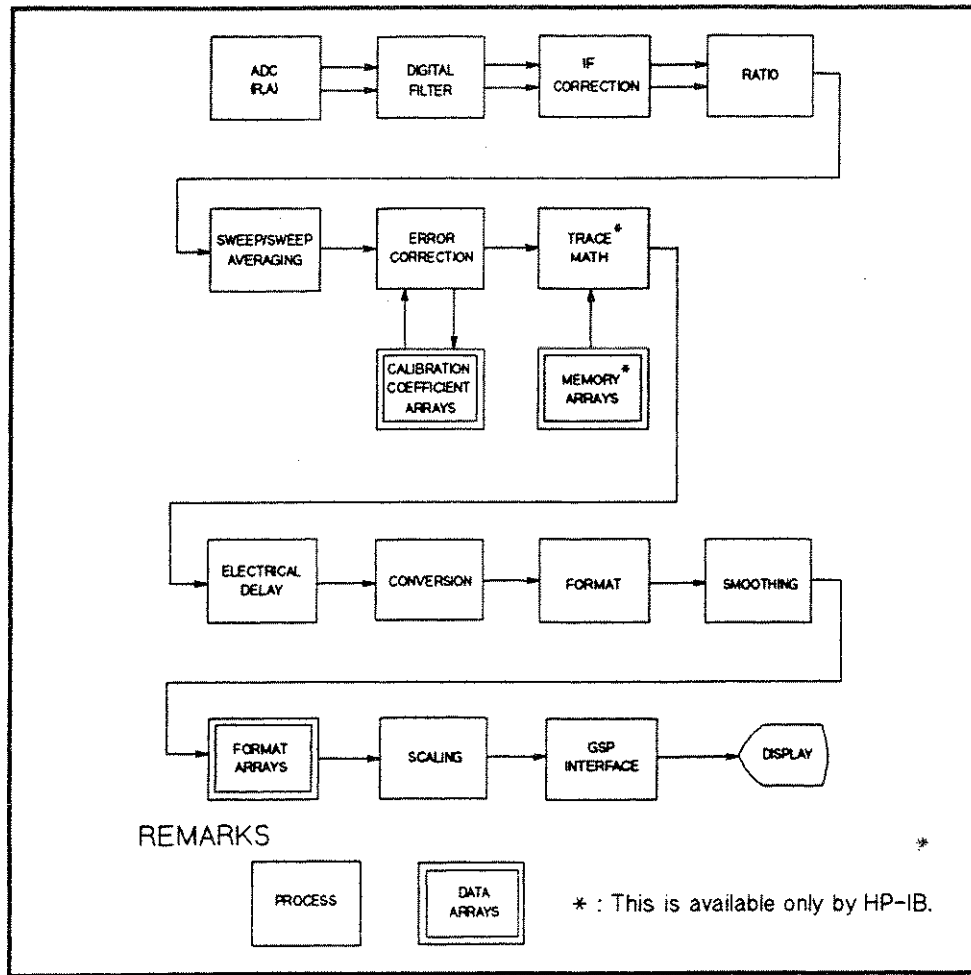 ADC
(R,A)
DIGITAL
FILTER
IF
CORRECTION
RATIO
SWEEP/SWEEP
AVERAGING
ERROR
CORRECTION
TRACE*
MATH
CALIBRATION
COEFFICIENT
ARRAYS
MEMORY*
ARRAYS
ELECTRICAL
DELAY
CONVERSION
FORMAT
SMOOTHING
FORMAT
ARRAYS
SCALING
GSP
INTERFACE
DISPLAY
REMARKS
*
PROCESS
DATA
ARRAYS
* : This is available only by HP-IB.